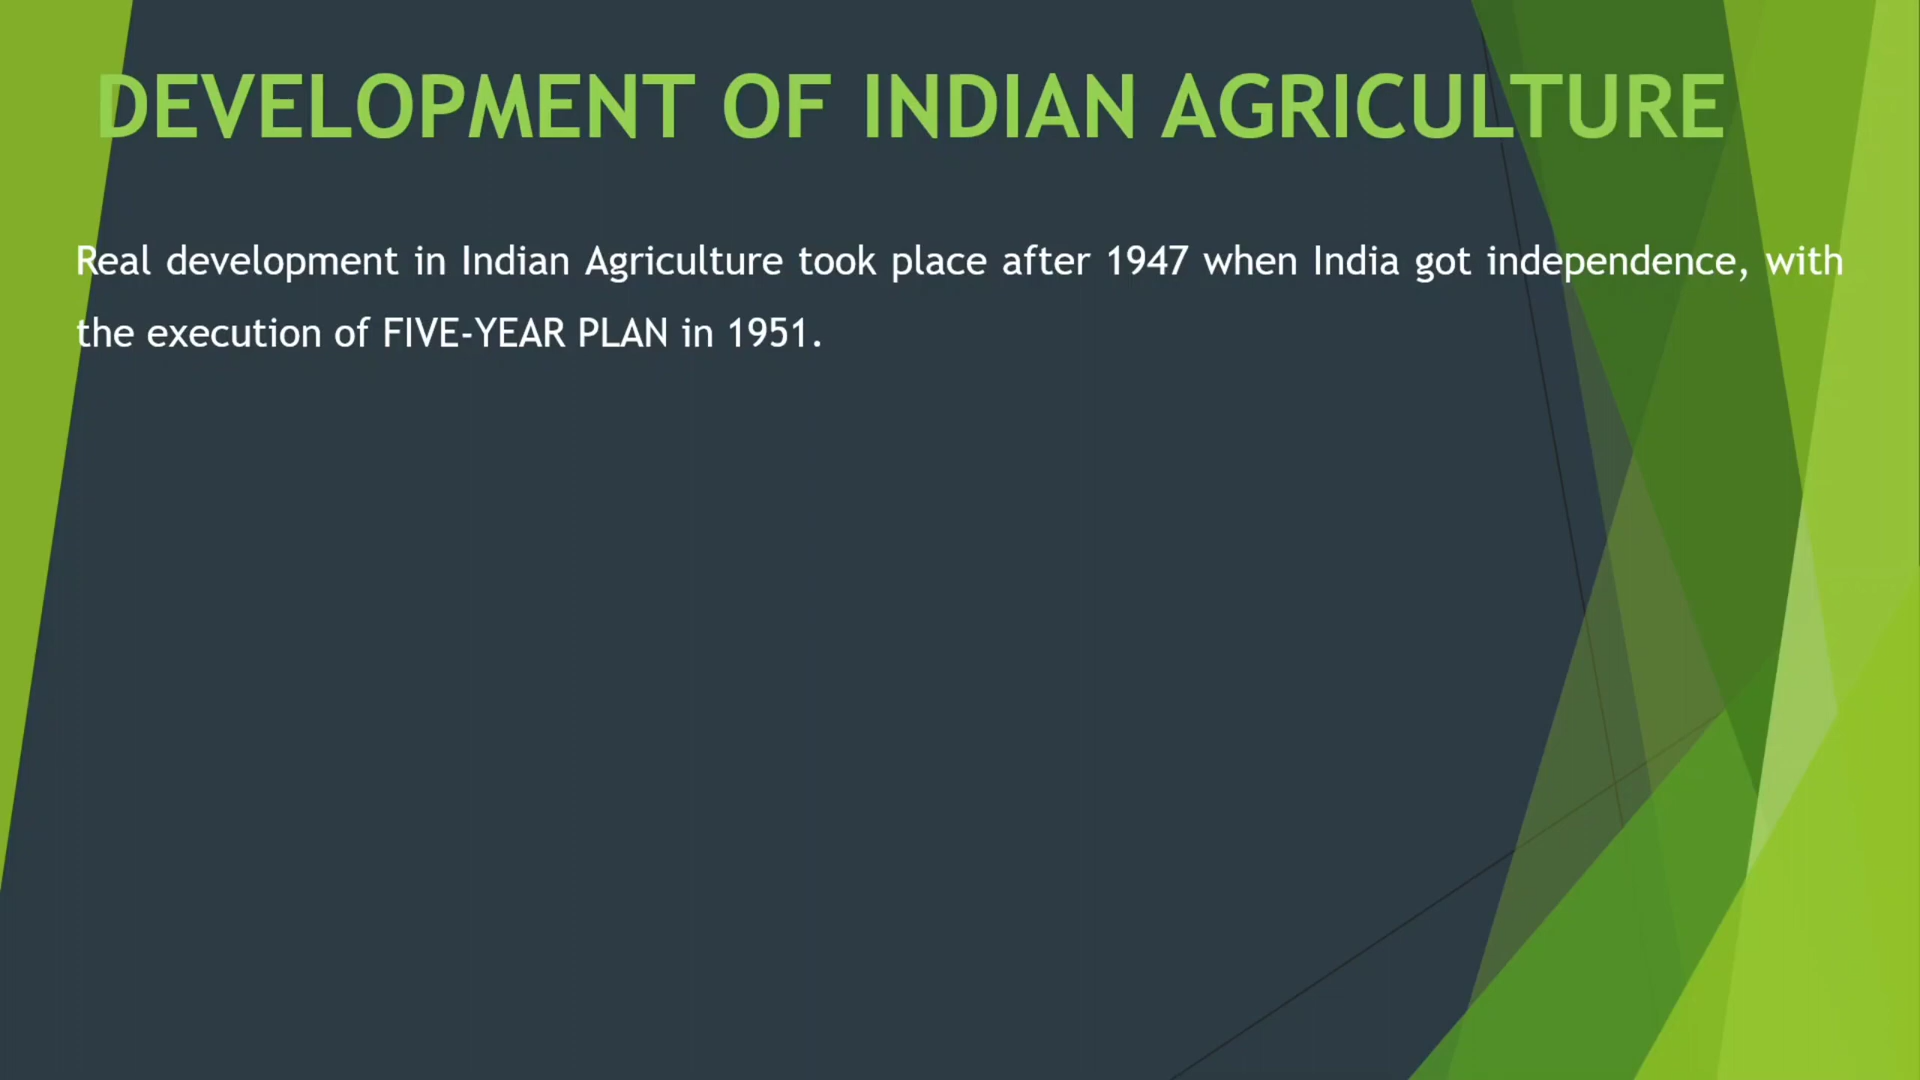 DEVELOPMENT OF INDIAN AGRICULTURE
Real development in Indian Agriculture took place after 1947 when India got independence, with
the execution of FIVE-YEAR PLAN in 1951.